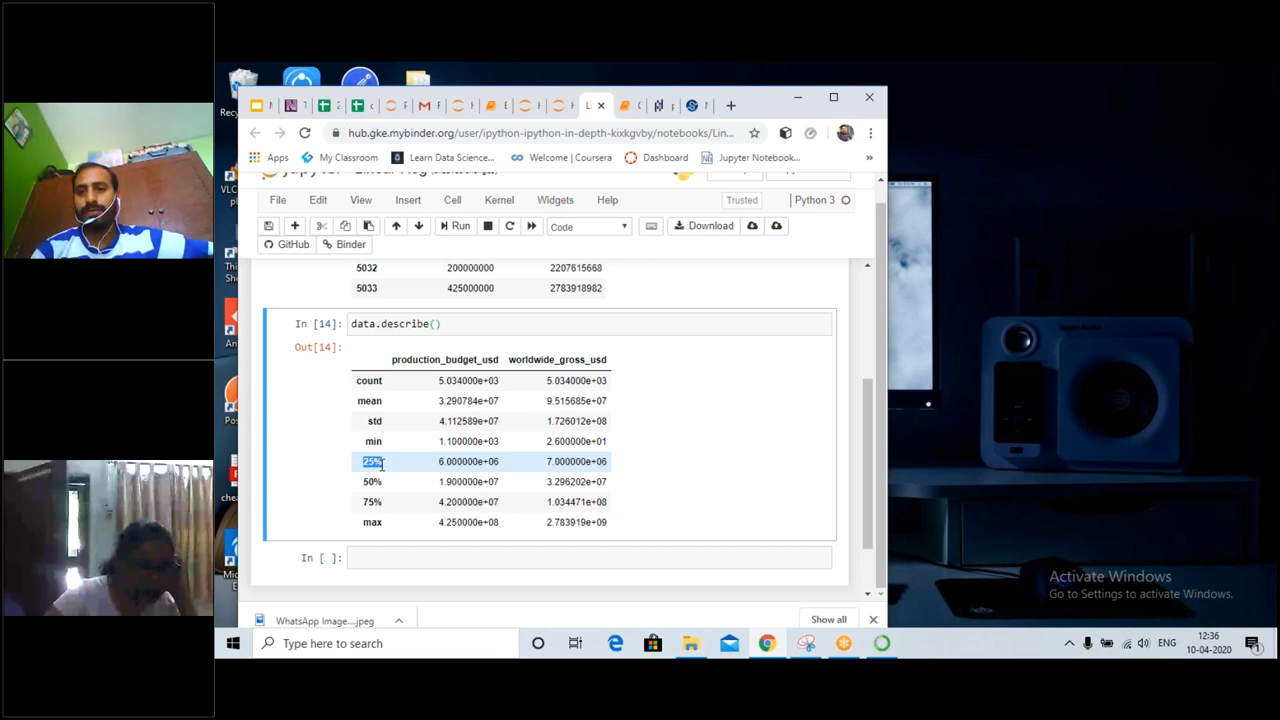 hub.gke.mybinder.org/user/ipython-ipython-in-depth-kixkgvby/notebooks/Lin...
Apps My Classroom Learn Data Science... Welcome | Coursera Dashboard Jupyter Notebook... »
File Edit View Insert Cell Kernel Widgets Help Trusted Python 3
Run Code Download
GitHub Binder
5032 200000000 2207615668
5033 425000000 2783918982
In [14]: data.describe()
Out[14]:
production_budget_usd worldwide_gross_usd
count 5.034000e+03 5.034000e+03
mean 3.290784e+07 9.515685e+07
std 4.112589e+07 1.726012e+08
min 1.100000e+03 2.600000e+01
25% 6.000000e+06 7.000000e+06
50% 1.900000e+07 3.296202e+07
75% 4.200000e+07 1.034471e+08
max 4.250000e+08 2.783919e+09
In [ ]:
Activate Windows
Go to Settings to activate Windows.
WhatsApp Image....jpeg Show all
Type here to search
ENG
12:36
10-04-2020